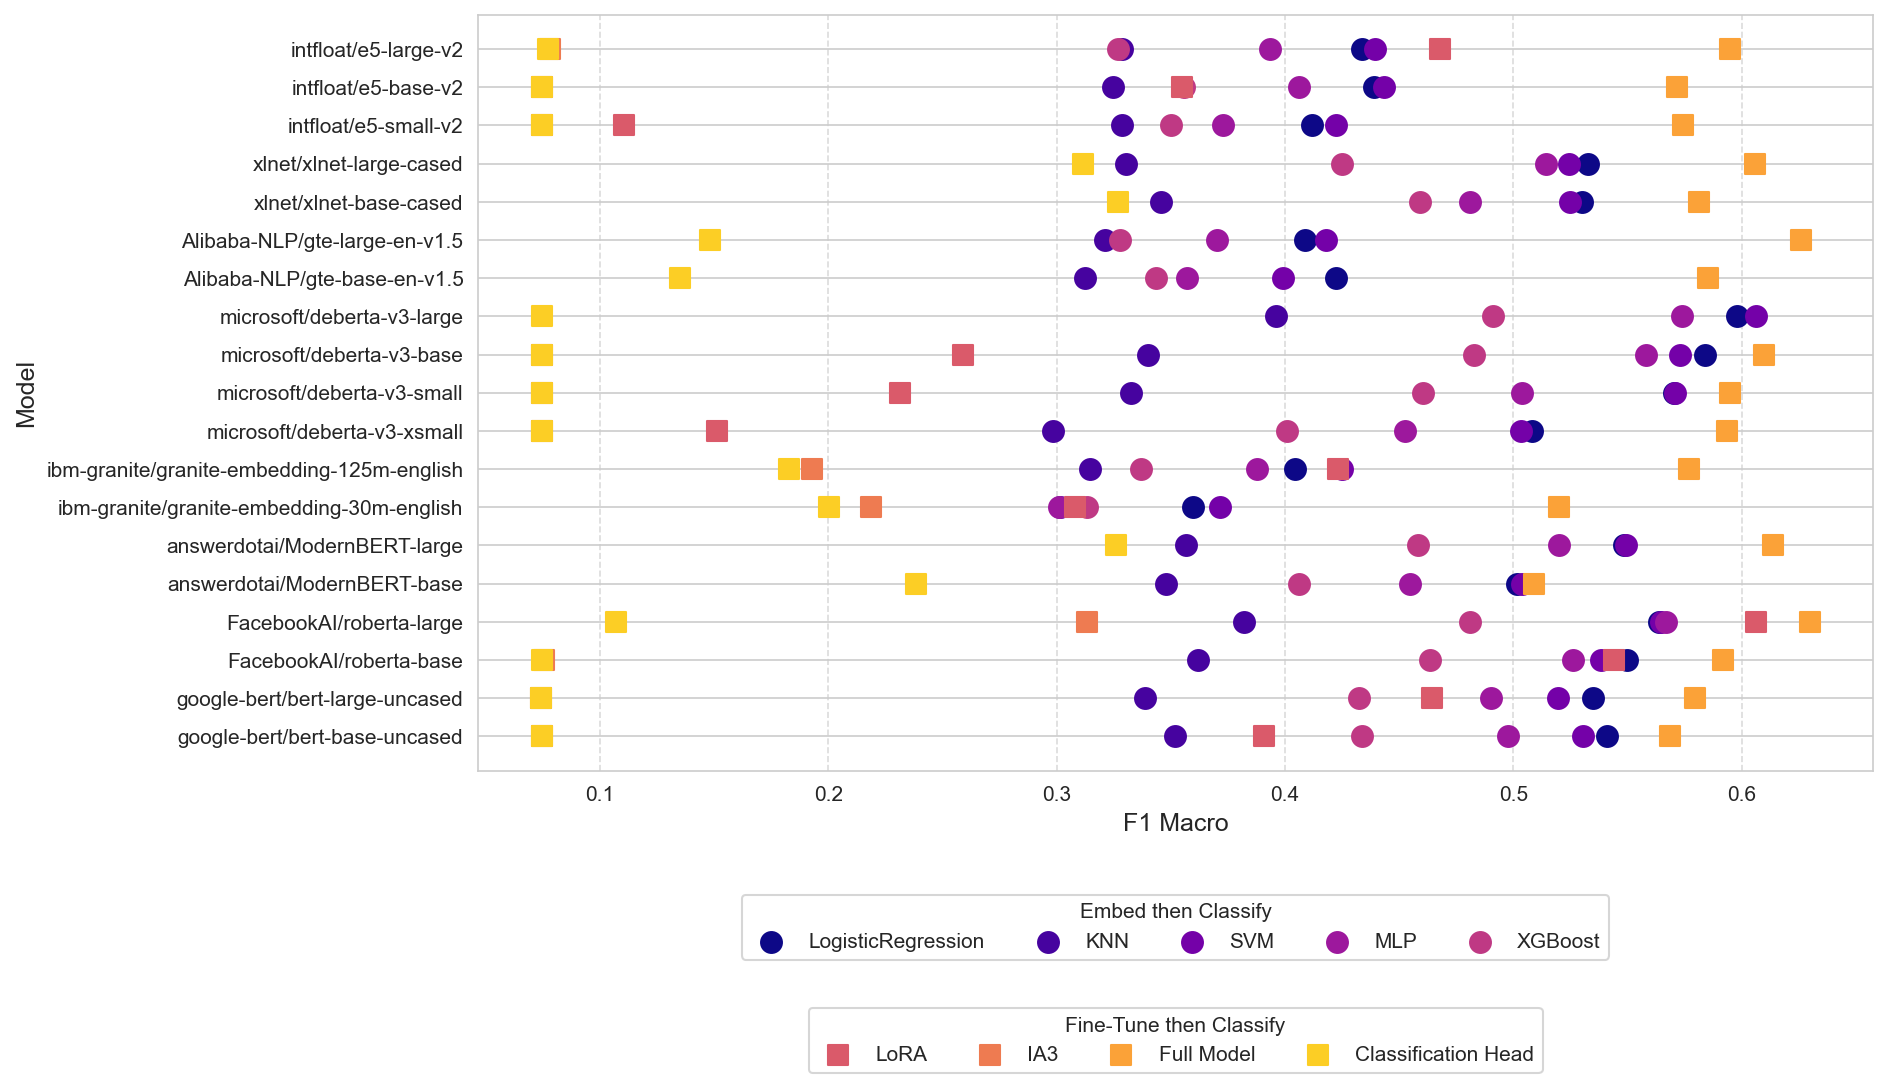 intfloat/e5-large-v2
intfloat/e5-base-v2
intfloat/e5-small-v2
xlnet/xlnet-large-cased
xlnet/xlnet-base-cased
Alibaba-NLP/gte-large-en-v1.5
Alibaba-NLP/gte-base-en-v1.5
microsoft/deberta-v3-large
microsoft/deberta-v3-base
microsoft/deberta-v3-small
microsoft/deberta-v3-xsmall
ibm-granite/granite-embedding-125m-english
ibm-granite/granite-embedding-30m-english
answerdotai/ModernBERT-large
answerdotai/ModernBERT-base
FacebookAI/roberta-large
FacebookAI/roberta-base
google-bert/bert-large-uncased
google-bert/bert-base-uncased
Model
0.1 0.2 0.3 0.4 0.5 0.6
F1 Macro
Embed then Classify
LogisticRegression KNN SVM MLP XGBoost
Fine-Tune then Classify
LoRA IA3 Full Model Classification Head